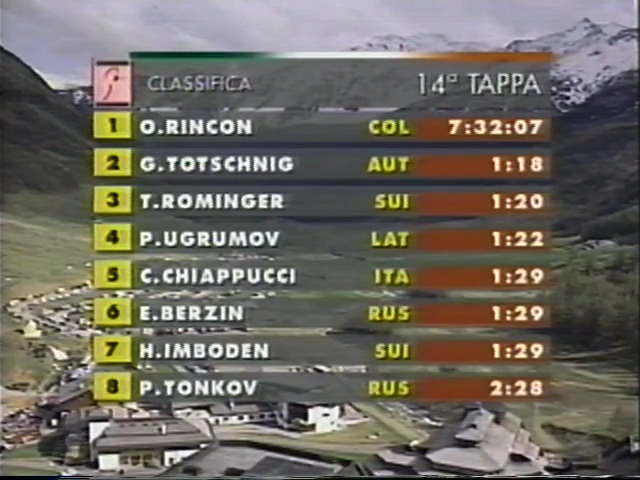 CLASSIFICA 14ª TAPPA
1 O.RINCON COL 7:32:07
2 G.TOTSCHNIG AUT 1:18
3 T.ROMINGER SUI 1:20
4 P.UGRUMOV LAT 1:22
5 C.CHIAPPUCCI ITA 1:29
6 E.BERZIN RUS 1:29
7 H.IMBODEN SUI 1:29
8 P.TONKOV RUS 2:28